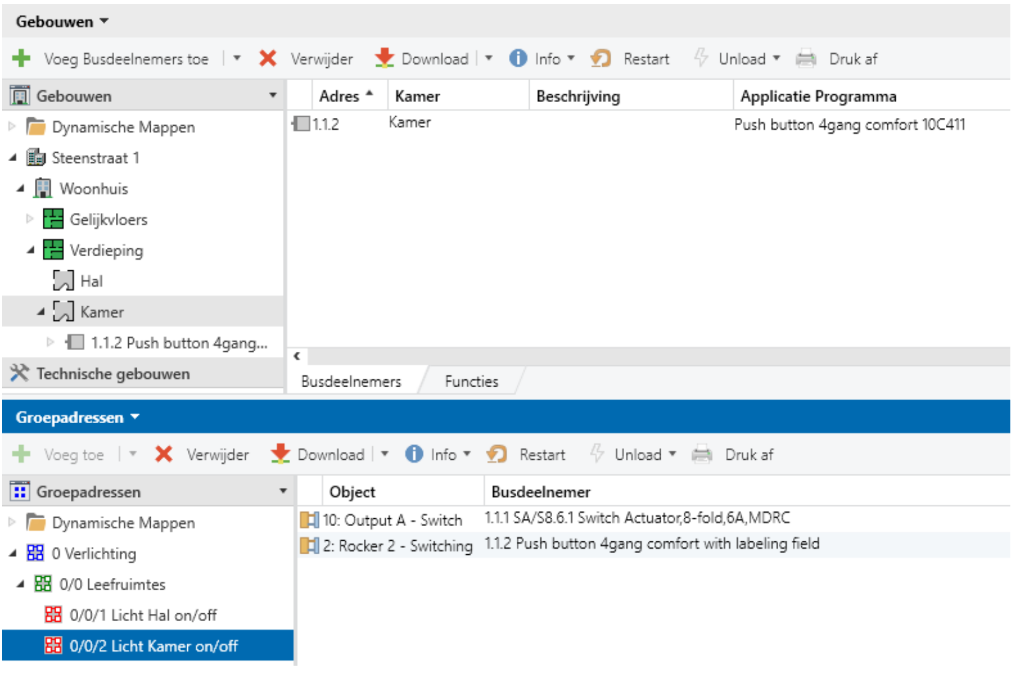 Gebouwen
Voeg Busdeelnemers toe Verwijder Download Info Restart Unload Druk af
Gebouwen
Adres Kamer Beschrijving Applicatie Programma
Dynamische Mappen
1.1.2 Kamer Push button 4gang comfort 10C411
Steenstraat 1
Woonhuis
Gelijkvloers
Verdieping
Hal
Kamer
1.1.2 Push button 4gang...
Technische gebouwen
Busdeelnemers Functies
Groepadressen
Voeg toe Verwijder Download Info Restart Unload Druk af
Groepadressen
Object Busdeelnemer
Dynamische Mappen
10: Output A - Switch 1.1.1 SA/S8.6.1 Switch Actuator,8-fold,6A,MDRC
2: Rocker 2 - Switching 1.1.2 Push button 4gang comfort with labeling field
0 Verlichting
0/0 Leefruimtes
0/0/1 Licht Hal on/off
0/0/2 Licht Kamer on/off